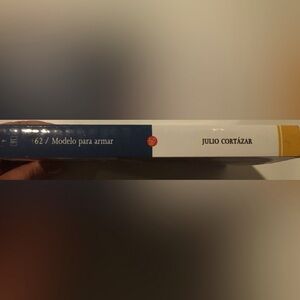 62 / Modelo para armar
JULIO CORTÁZAR